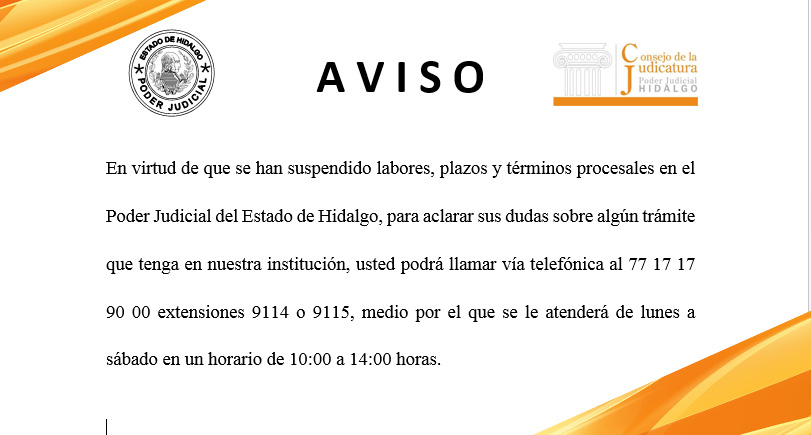 ESTADO DE HIDALGO
PODER JUDICIAL
AVISO
Consejo de la
Judicatura
Poder Judicial
HIDALGO
En virtud de que se han suspendido labores, plazos y términos procesales en el
Poder Judicial del Estado de Hidalgo, para aclarar sus dudas sobre algún trámite
que tenga en nuestra institución, usted podrá llamar vía telefónica al 77 17 17
90 00 extensiones 9114 o 9115, medio por el que se le atenderá de lunes a
sábado en un horario de 10:00 a 14:00 horas.